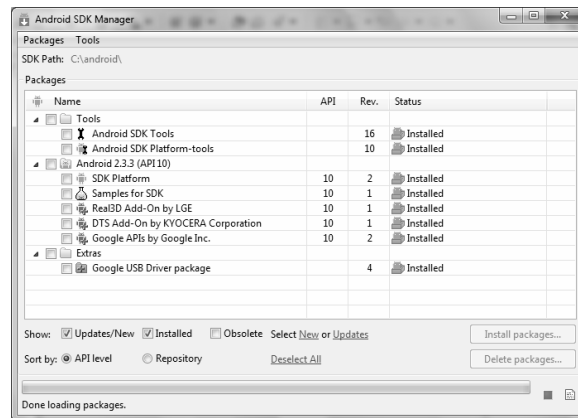 Android SDK Manager
Packages Tools
SDK Path: C:\android\
Packages
Name API Rev. Status
Tools
Android SDK Tools 16 Installed
Android SDK Platform-tools 10 Installed
Android 2.3.3 (API 10)
SDK Platform 10 2 Installed
Samples for SDK 10 1 Installed
Real3D Add-On by LGE 10 1 Installed
DTS Add-On by KYOCERA Corporation 10 1 Installed
Google APIs by Google Inc. 10 2 Installed
Extras
Google USB Driver package 4 Installed
Show: Updates/New Installed Obsolete Select New or Updates Install packages...
Sort by: API level Repository Deselect All Delete packages...
Done loading packages.